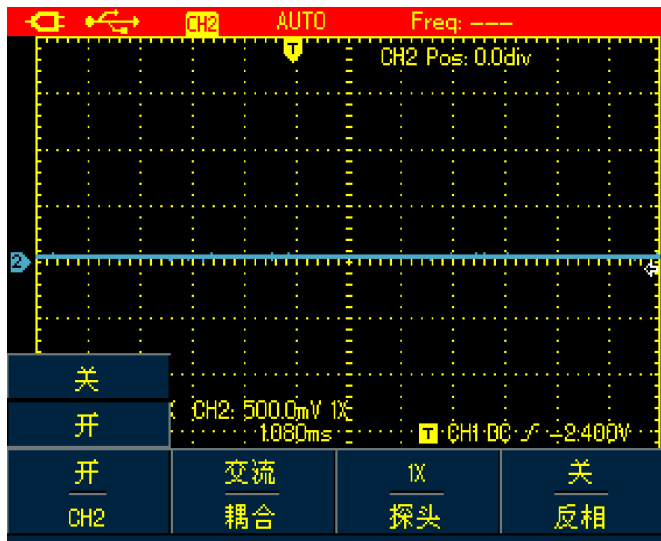 CH2 AUTO Freq: ---
T
CH2 Pos: 0.0div
2
关
开
CH2: 500.0mV 1X
1.080ms T CH1 DC -2.400V
开 交流 1X 关
CH2 耦合 探头 反相